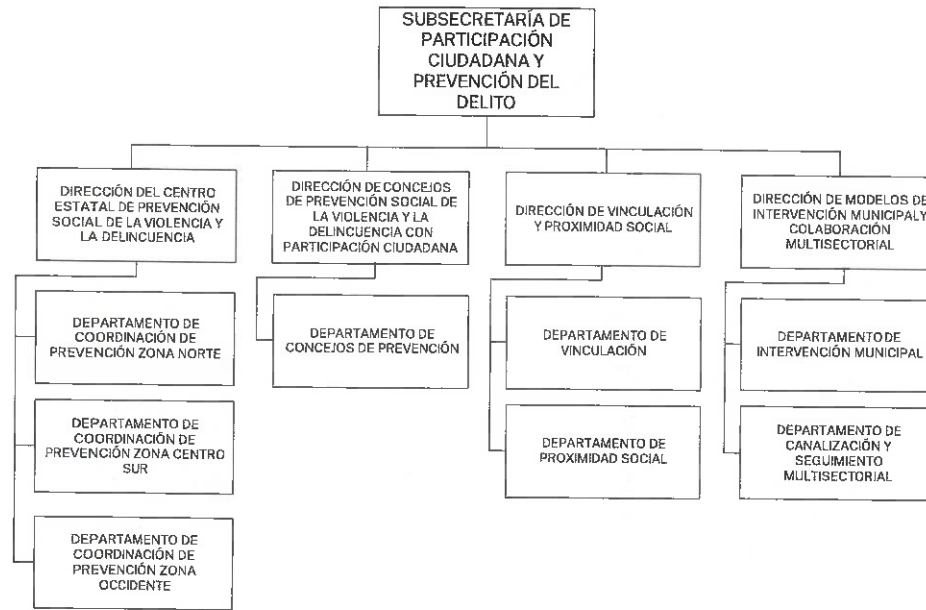 SUBSECRETARÍA DE
PARTICIPACIÓN
CIUDADANA Y
PREVENCIÓN DEL
DELITO
DIRECCIÓN DEL CENTRO
ESTATAL DE PREVENCIÓN
SOCIAL DE LA VIOLENCIA Y
LA DELINCUENCIA
DEPARTAMENTO DE
COORDINACIÓN DE
PREVENCIÓN ZONA NORTE
DEPARTAMENTO DE
COORDINACIÓN DE
PREVENCIÓN ZONA CENTRO
SUR
DEPARTAMENTO DE
COORDINACIÓN DE
PREVENCIÓN ZONA
OCCIDENTE
DIRECCIÓN DE CONCEJOS
DE PREVENCIÓN SOCIAL DE
LA VIOLENCIA Y LA
DELINCUENCIA CON
PARTICIPACIÓN CIUDADANA
DEPARTAMENTO DE
CONCEJOS DE PREVENCIÓN
DIRECCIÓN DE VINCULACIÓN
Y PROXIMIDAD SOCIAL
DEPARTAMENTO DE
VINCULACIÓN
DEPARTAMENTO DE
PROXIMIDAD SOCIAL
DIRECCIÓN DE MODELOS DE
INTERVENCIÓN MUNICIPAL Y
COLABORACIÓN
MULTISECTORIAL
DEPARTAMENTO DE
INTERVENCIÓN MUNICIPAL
DEPARTAMENTO DE
CANALIZACIÓN Y
SEGUIMIENTO
MULTISECTORIAL